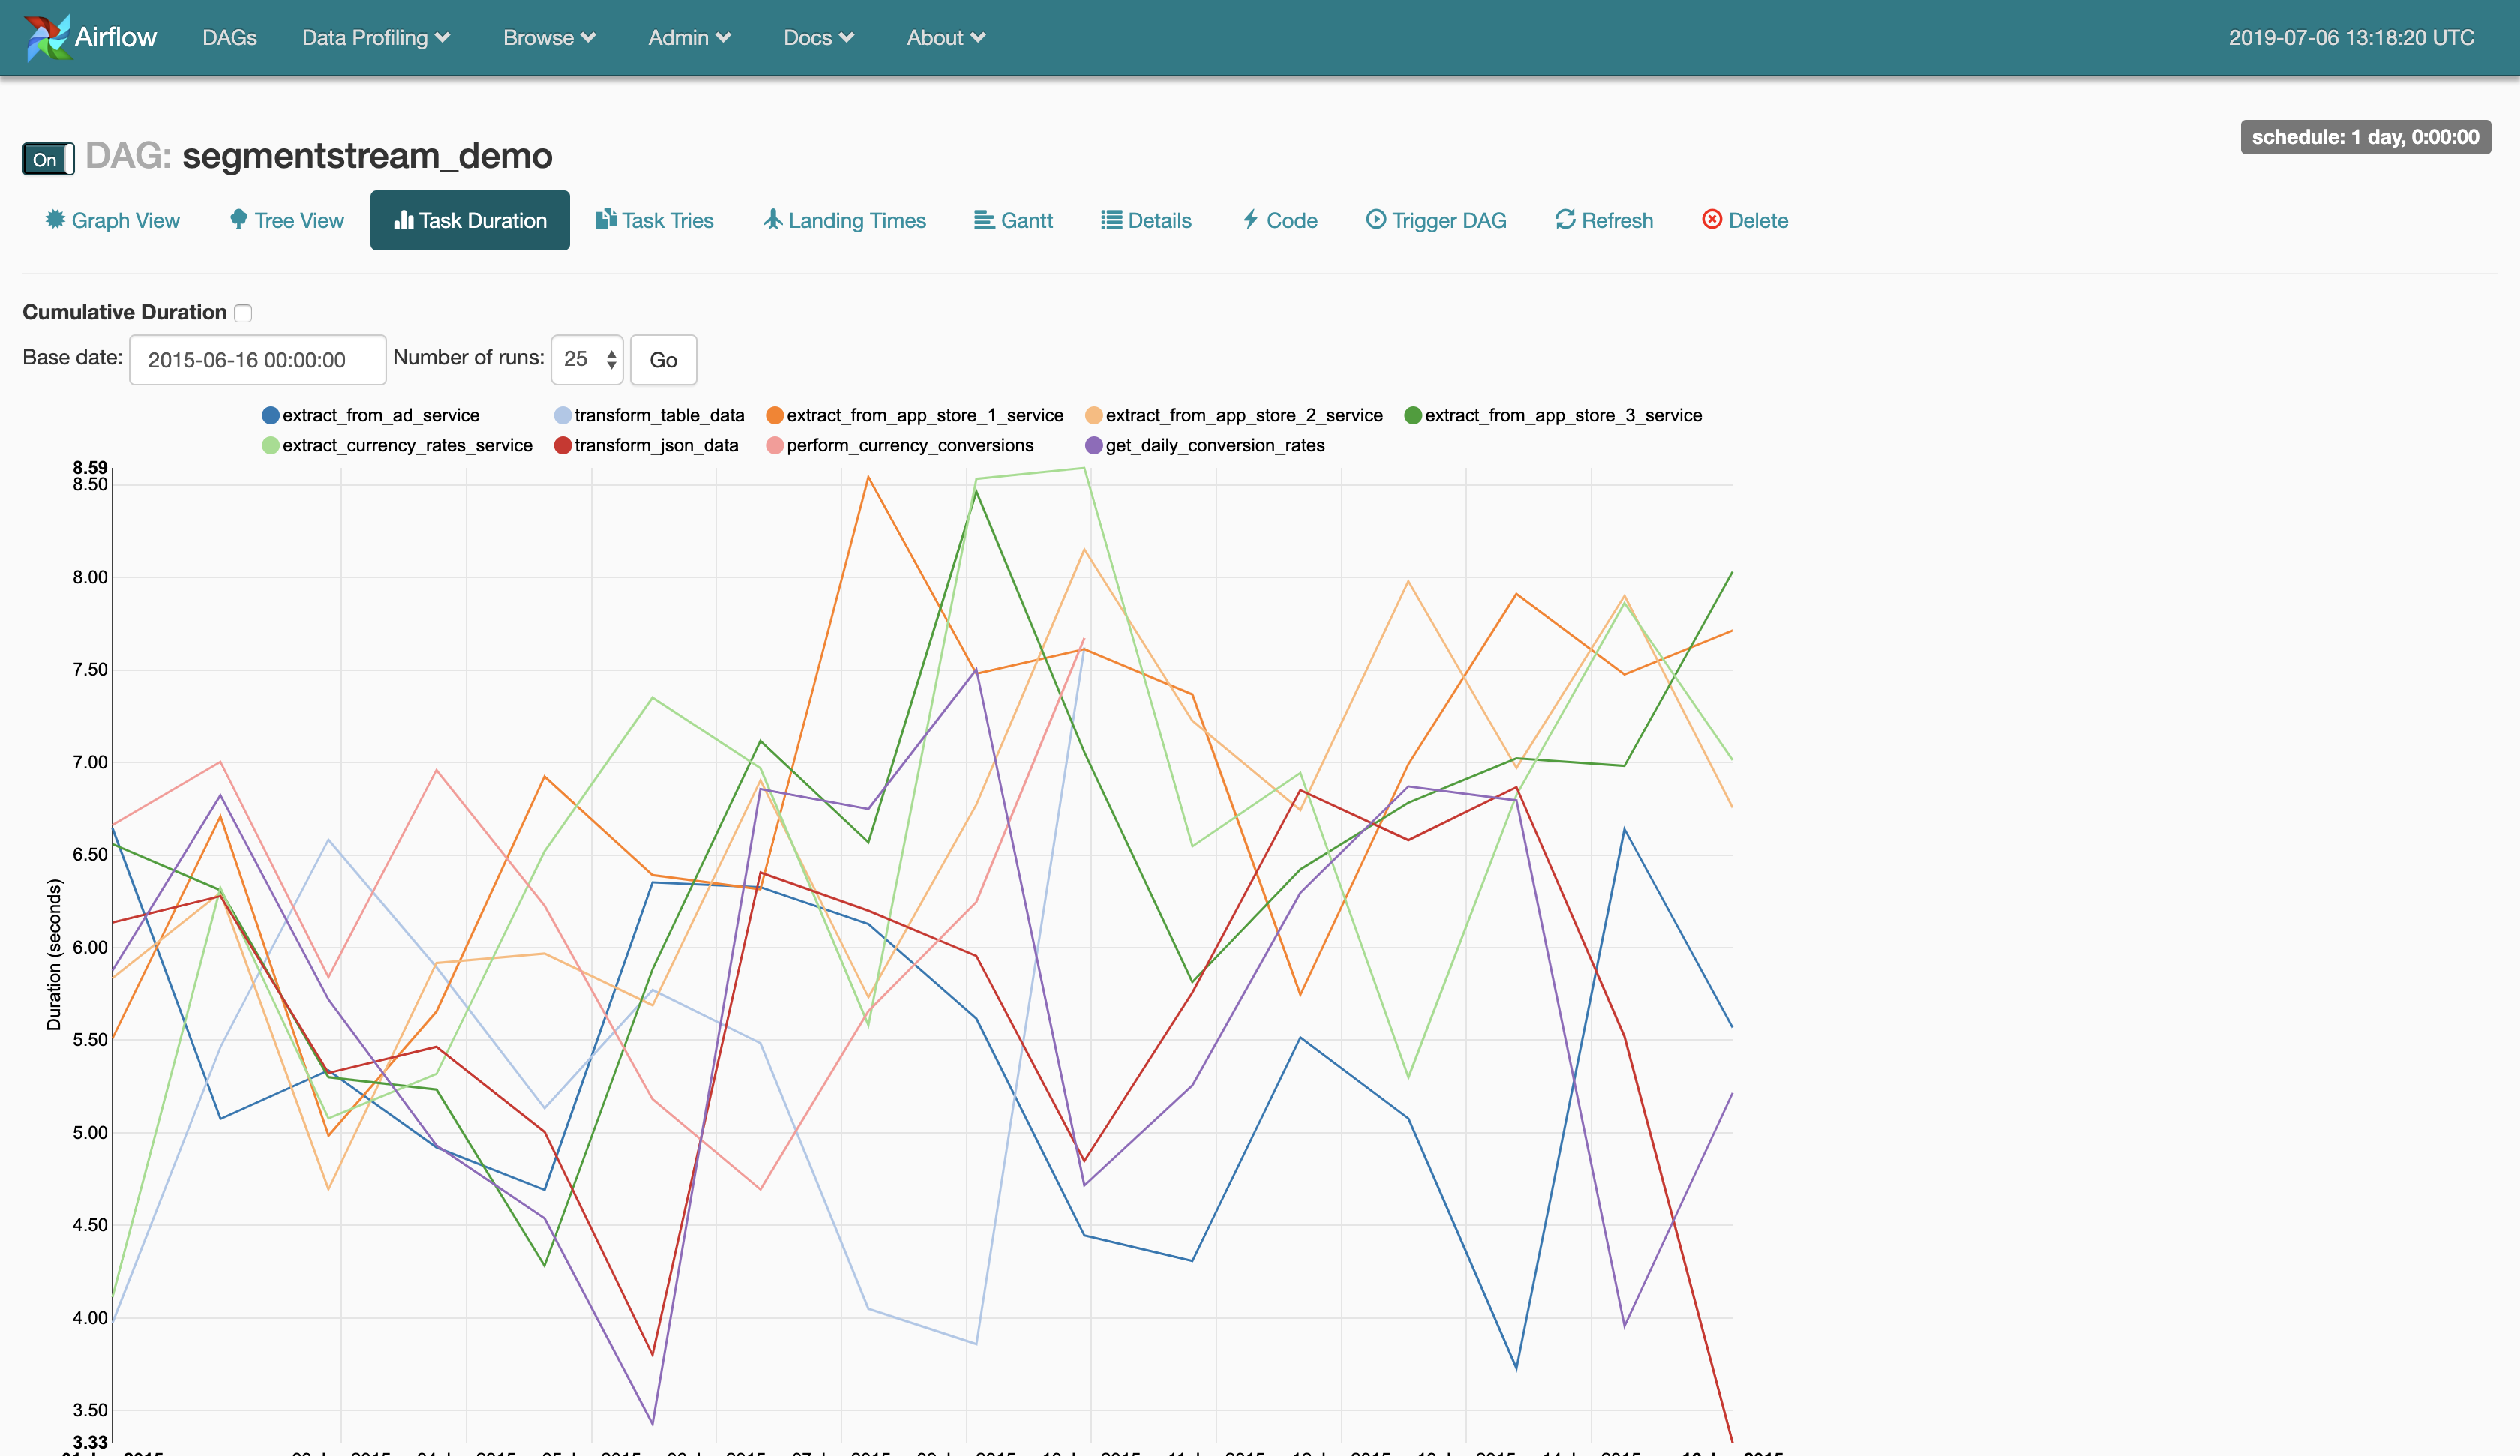 Airflow DAGs Data Profiling Browse Admin Docs About 2019-07-06 13:18:20 UTC
schedule: 1 day, 0:00:00
On DAG: segmentstream_demo
Graph View Tree View Task Duration Task Tries Landing Times Gantt Details Code Trigger DAG Refresh Delete
Cumulative Duration
Base date: 2015-06-16 00:00:00 Number of runs: 25 Go
extract_from_ad_service transform_table_data extract_from_app_store_1_service extract_from_app_store_2_service extract_from_app_store_3_service
extract_currency_rates_service transform_json_data perform_currency_conversions get_daily_conversion_rates
8.59
8.50
8.00
7.50
7.00
6.50
6.00
5.50
5.00
4.50
4.00
3.50
3.33
Duration (seconds)